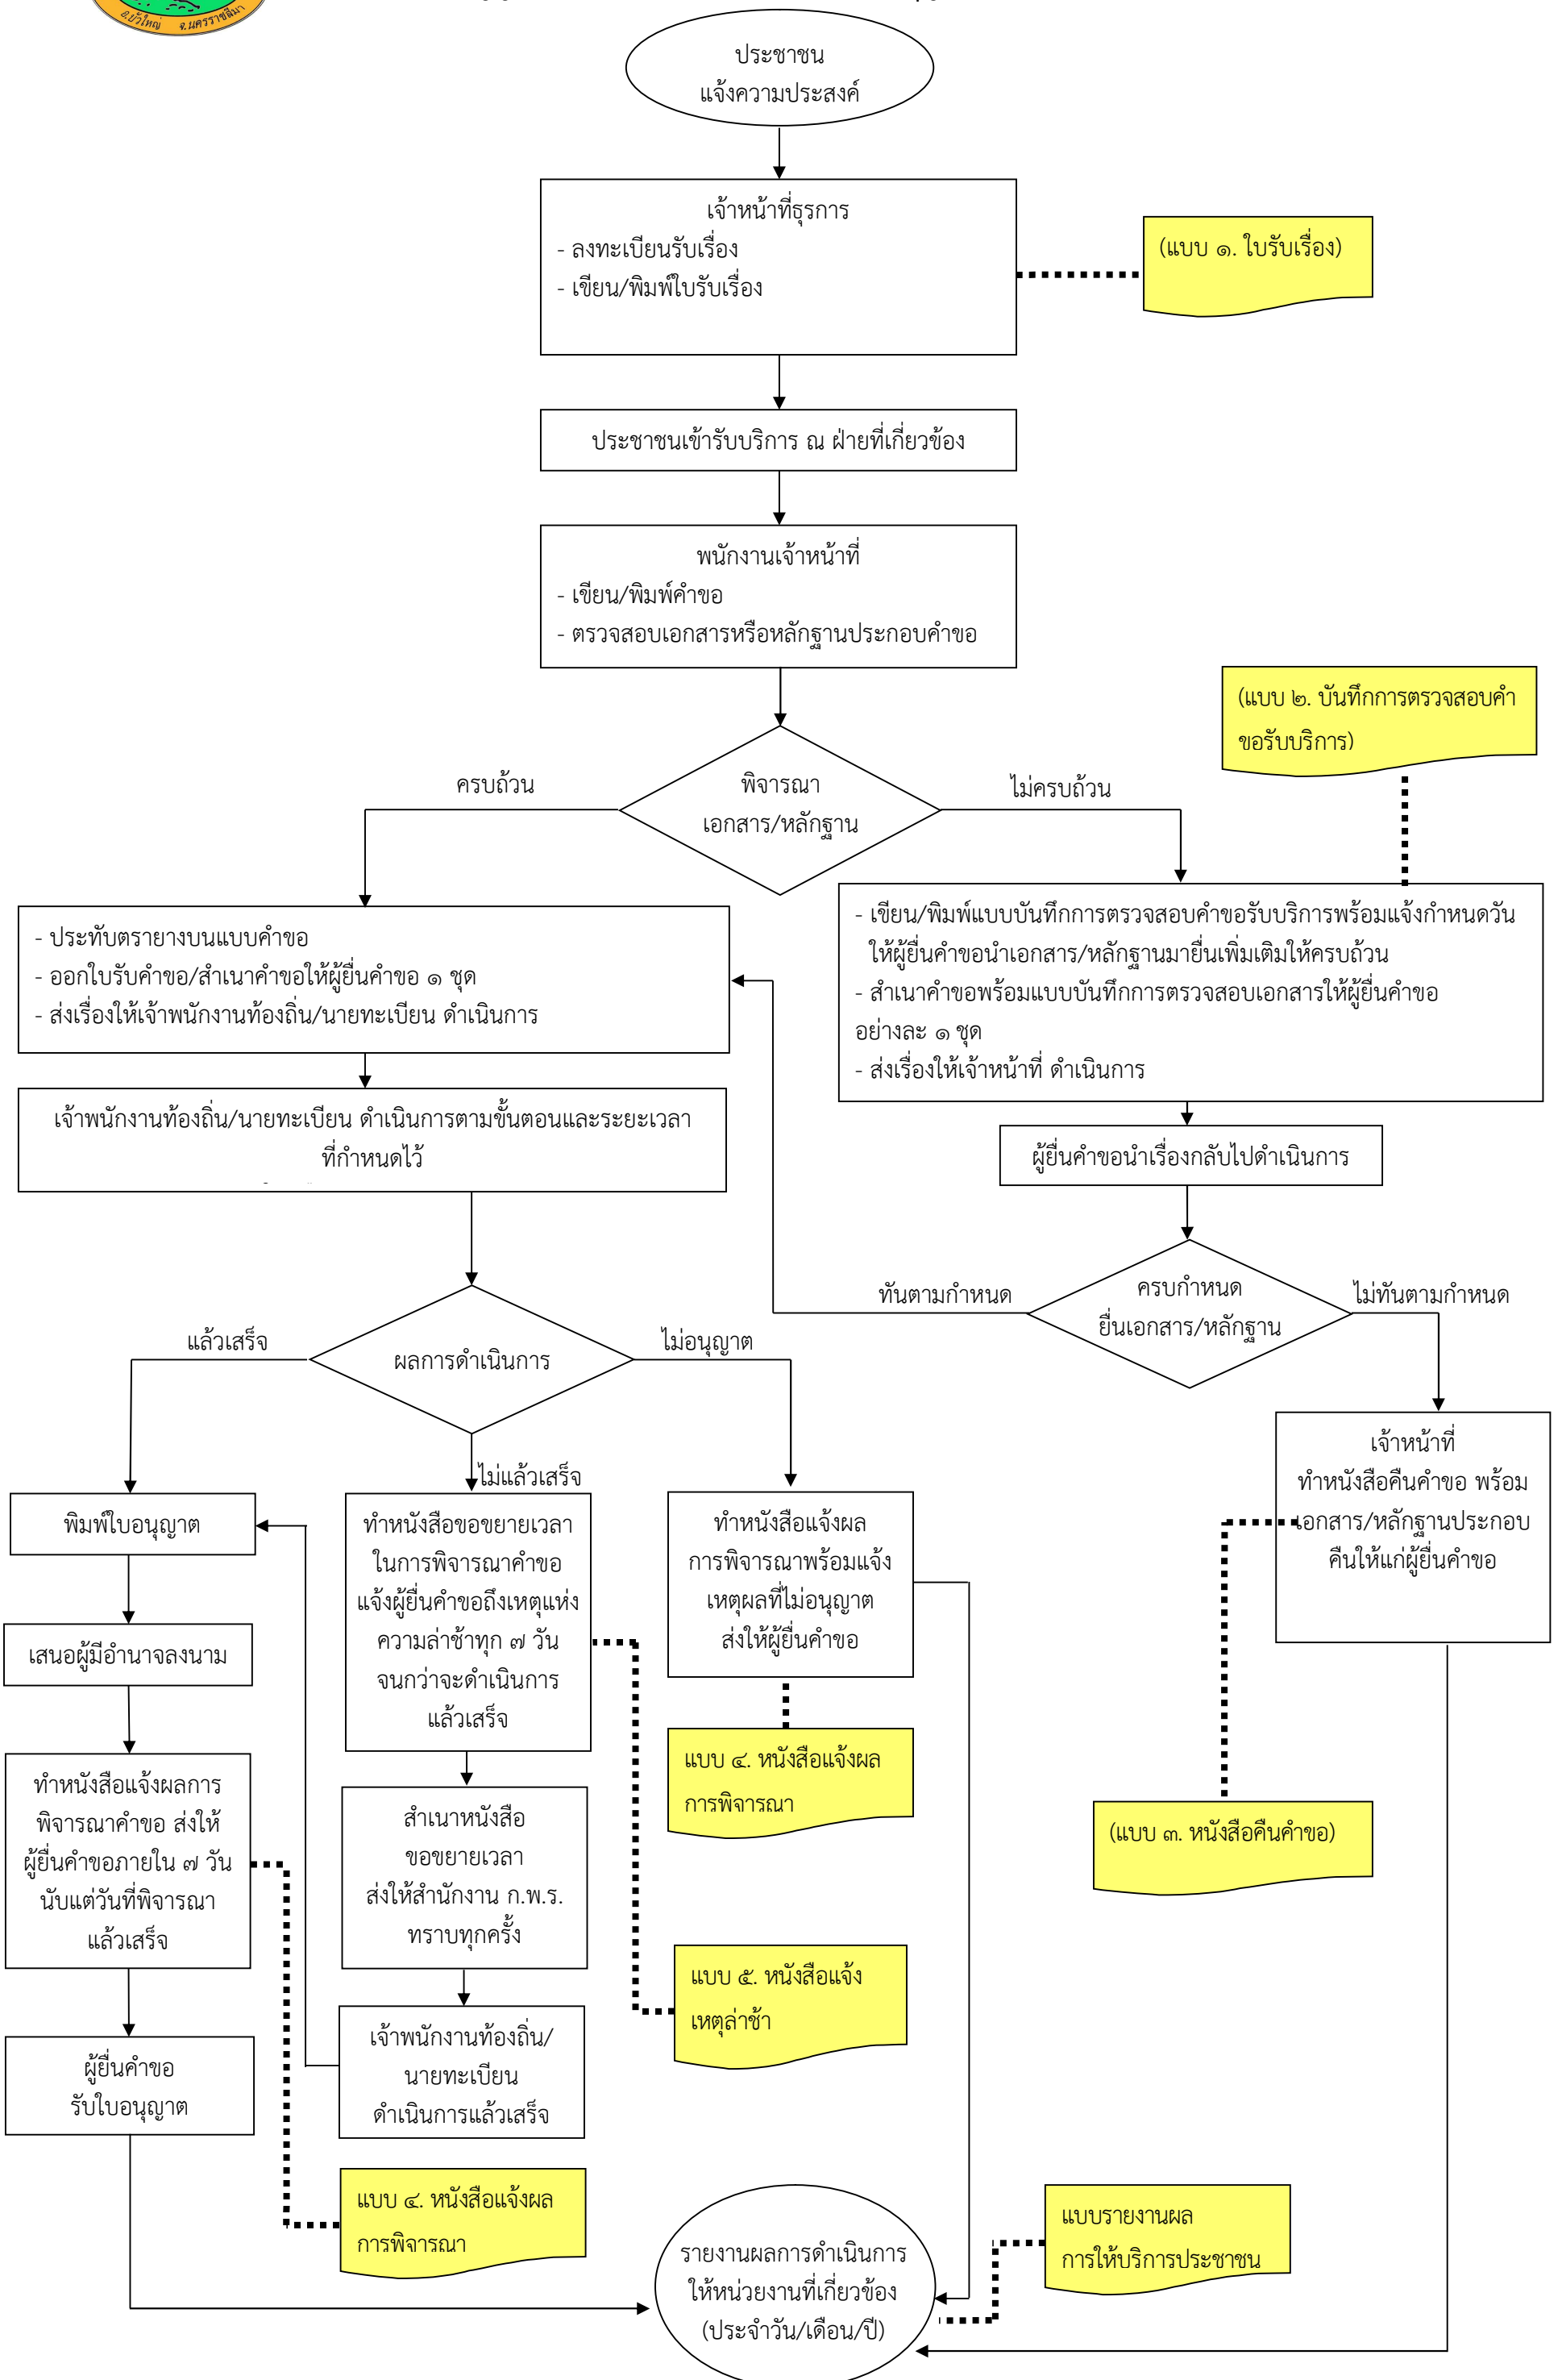 อ.บัวใหญ่ จ.นครราชสีมา
ประชาชน
แจ้งความประสงค์
เจ้าหน้าที่ธุรการ
- ลงทะเบียนรับเรื่อง
- เขียน/พิมพ์ใบรับเรื่อง
(แบบ ๑. ใบรับเรื่อง)
ประชาชนเข้ารับบริการ ณ ฝ่ายที่เกี่ยวข้อง
พนักงานเจ้าหน้าที่
- เขียน/พิมพ์คำขอ
- ตรวจสอบเอกสารหรือหลักฐานประกอบคำขอ
(แบบ ๒. บันทึกการตรวจสอบคำ
ขอรับบริการ)
ครบถ้วน
พิจารณา
เอกสาร/หลักฐาน
ไม่ครบถ้วน
- ประทับตรายางบนแบบคำขอ
- ออกใบรับคำขอ/สำเนาคำขอให้ผู้ยื่นคำขอ ๑ ชุด
- ส่งเรื่องให้เจ้าพนักงานท้องถิ่น/นายทะเบียน ดำเนินการ
- เขียน/พิมพ์แบบบันทึกการตรวจสอบคำขอรับบริการพร้อมแจ้งกำหนดวัน
ให้ผู้ยื่นคำขอนำเอกสาร/หลักฐานมายื่นเพิ่มเติมให้ครบถ้วน
- สำเนาคำขอพร้อมแบบบันทึกการตรวจสอบเอกสารให้ผู้ยื่นคำขอ
อย่างละ ๑ ชุด
- ส่งเรื่องให้เจ้าหน้าที่ ดำเนินการ
เจ้าพนักงานท้องถิ่น/นายทะเบียน ดำเนินการตามขั้นตอนและระยะเวลา
ที่กำหนดไว้
ผู้ยื่นคำขอนำเรื่องกลับไปดำเนินการ
ทันตามกำหนด
ครบกำหนด
ยื่นเอกสาร/หลักฐาน
ไม่ทันตามกำหนด
แล้วเสร็จ
ผลการดำเนินการ
ไม่อนุญาต
ไม่แล้วเสร็จ
เจ้าหน้าที่
ทำหนังสือคืนคำขอ พร้อม
เอกสาร/หลักฐานประกอบ
คืนให้แก่ผู้ยื่นคำขอ
พิมพ์ใบอนุญาต
เสนอผู้มีอำนาจลงนาม
ทำหนังสือแจ้งผลการ
พิจารณาคำขอ ส่งให้
ผู้ยื่นคำขอภายใน ๗ วัน
นับแต่วันที่พิจารณา
แล้วเสร็จ
ผู้ยื่นคำขอ
รับใบอนุญาต
ทำหนังสือขอขยายเวลา
ในการพิจารณาคำขอ
แจ้งผู้ยื่นคำขอถึงเหตุแห่ง
ความล่าช้าทุก ๗ วัน
จนกว่าจะดำเนินการ
แล้วเสร็จ
สำเนาหนังสือ
ขอขยายเวลา
ส่งให้สำนักงาน ก.พ.ร.
ทราบทุกครั้ง
เจ้าพนักงานท้องถิ่น/
นายทะเบียน
ดำเนินการแล้วเสร็จ
แบบ ๔. หนังสือแจ้งผล
การพิจารณา
ทำหนังสือแจ้งผล
การพิจารณาพร้อมแจ้ง
เหตุผลที่ไม่อนุญาต
ส่งให้ผู้ยื่นคำขอ
แบบ ๔. หนังสือแจ้งผล
การพิจารณา
แบบ ๕. หนังสือแจ้ง
เหตุล่าช้า
(แบบ ๓. หนังสือคืนคำขอ)
รายงานผลการดำเนินการ
ให้หน่วยงานที่เกี่ยวข้อง
(ประจำวัน/เดือน/ปี)
แบบรายงานผล
การให้บริการประชาชน